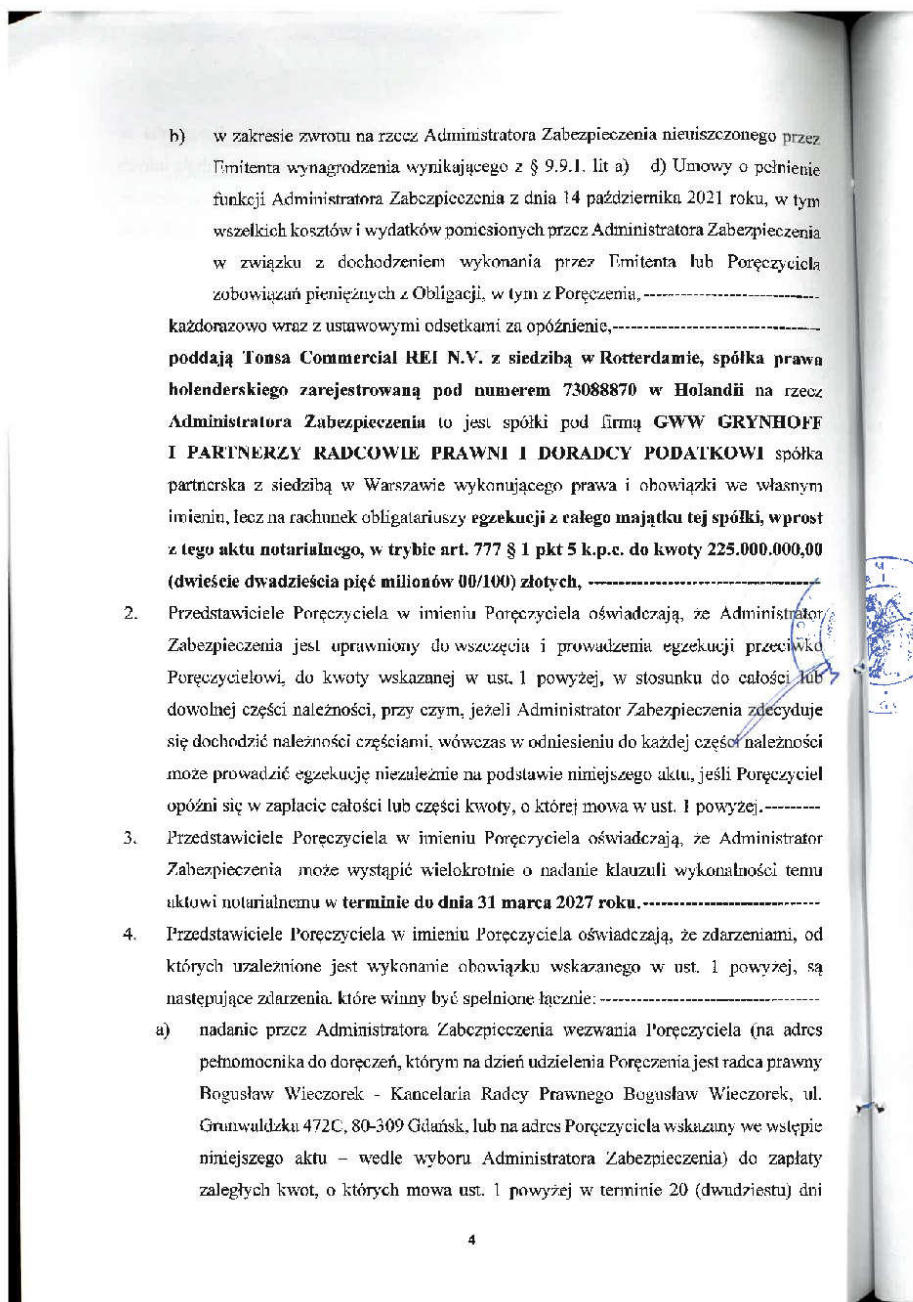 b) w zakresie zwrotu na rzecz Administratora Zabezpieczenia nieuiszczonego przez
Emitenta wynagrodzenia wynikającego z § 9.9.1. lit a) d) Umowy o pełnienie
funkcji Administratora Zabezpieczenia z dnia 14 października 2021 roku, w tym
wszelkich kosztów i wydatków poniesionych przez Administratora Zabezpieczenia
w związku z dochodzeniem wykonania przez Emitenta lub Poręczyciela
zobowiązań pieniężnych z Obligacji, w tym z Poręczenia,-----------------------------
każdorazowo wraz z ustawowymi odsetkami za opóźnienie,----------------------------------
poddają Tonsa Commercial REI N.V. z siedzibą w Rotterdamie, spółka prawa
holenderskiego zarejestrowaną pod numerem 73088870 w Holandii na rzecz
Administratora Zabezpieczenia to jest spółki pod firmą GWW GRYNHOFF
I PARTNERZY RADCOWIE PRAWNI I DORADCY PODATKOWI spółka
partnerska z siedzibą w Warszawie wykonującego prawa i obowiązki we własnym
imieniu, lecz na rachunek obligatariuszy egzekucji z całego majątku tej spółki, wprost
z tego aktu notarialnego, w trybie art. 777 § 1 pkt 5 k.p.c. do kwoty 225.000.000,00
(dwieście dwadzieścia pięć milionów 00/100) złotych, --------------------------------------
2. Przedstawiciele Poręczyciela w imieniu Poręczyciela oświadczają, że Administrator
Zabezpieczenia jest uprawniony do wszczęcia i prowadzenia egzekucji przeciwko
Poręczycielowi, do kwoty wskazanej w ust. 1 powyżej, w stosunku do całości lub
dowolnej części należności, przy czym, jeżeli Administrator Zabezpieczenia zdecyduje
się dochodzić należności częściami, wówczas w odniesieniu do każdej części należności
może prowadzić egzekucję niezależnie na podstawie niniejszego aktu, jeśli Poręczyciel
opóźni się w zapłacie całości lub części kwoty, o której mowa w ust. 1 powyżej.---------
3. Przedstawiciele Poręczyciela w imieniu Poręczyciela oświadczają, że Administrator
Zabezpieczenia może wystąpić wielokrotnie o nadanie klauzuli wykonalności temu
aktowi notarialnemu w terminie do dnia 31 marca 2027 roku.-----------------------------
4. Przedstawiciele Poręczyciela w imieniu Poręczyciela oświadczają, że zdarzeniami, od
których uzależnione jest wykonanie obowiązku wskazanego w ust. 1 powyżej, są
następujące zdarzenia, które winny być spełnione łącznie: ------------------------------------
a) nadanie przez Administratora Zabezpieczenia wezwania Poręczyciela (na adres
pełnomocnika do doręczeń, którym na dzień udzielenia Poręczenia jest radca prawny
Bogusław Wieczorek - Kancelaria Radcy Prawnego Bogusław Wieczorek, ul.
Grunwaldzka 472C, 80-309 Gdańsk, lub na adres Poręczyciela wskazany we wstępie
niniejszego aktu – wedle wyboru Administratora Zabezpieczenia) do zapłaty
zaległych kwot, o których mowa ust. 1 powyżej w terminie 20 (dwudziestu) dni
4